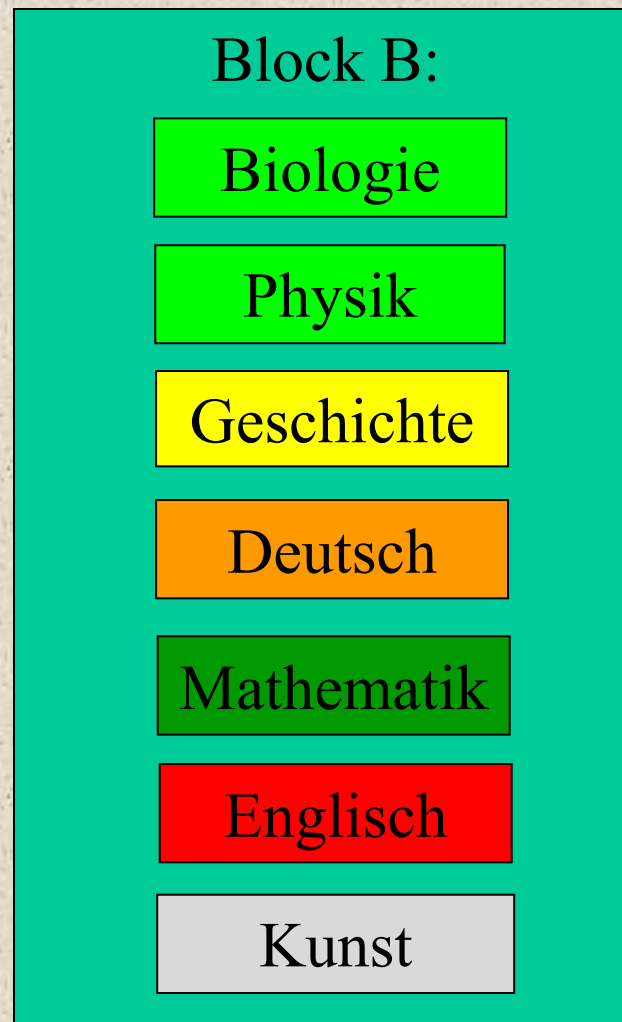 Block B:
Biologie
Physik
Geschichte
Deutsch
Mathematik
Englisch
Kunst